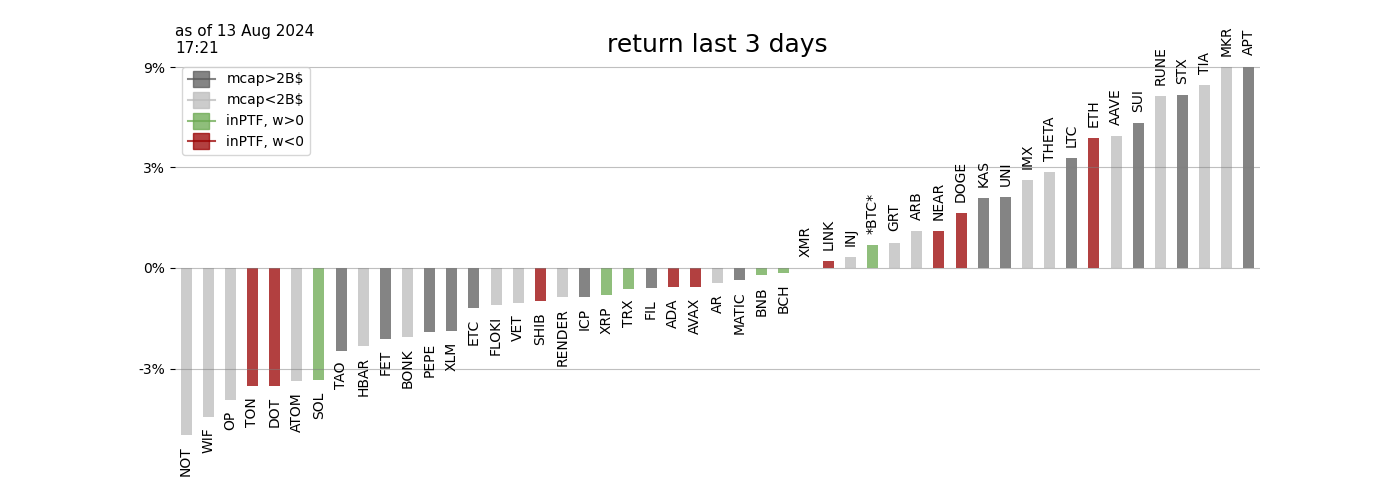 as of 13 Aug 2024
17:21
return last 3 days
9%
3%
0%
-3%
mcap>2B$
mcap<2B$
inPTF, w>0
inPTF, w<0
NOT
WIF
OP
TON
DOT
ATOM
SOL
TAO
HBAR
FET
BONK
PEPE
XLM
ETC
FLOKI
VET
SHIB
RENDER
ICP
XRP
TRX
FIL
ADA
AVAX
AR
MATIC
BNB
BCH
XMR
LINK
INJ
*BTC*
GRT
ARB
NEAR
DOGE
KAS
UNI
IMX
THETA
LTC
ETH
AAVE
SUI
RUNE
STX
TIA
MKR
APT